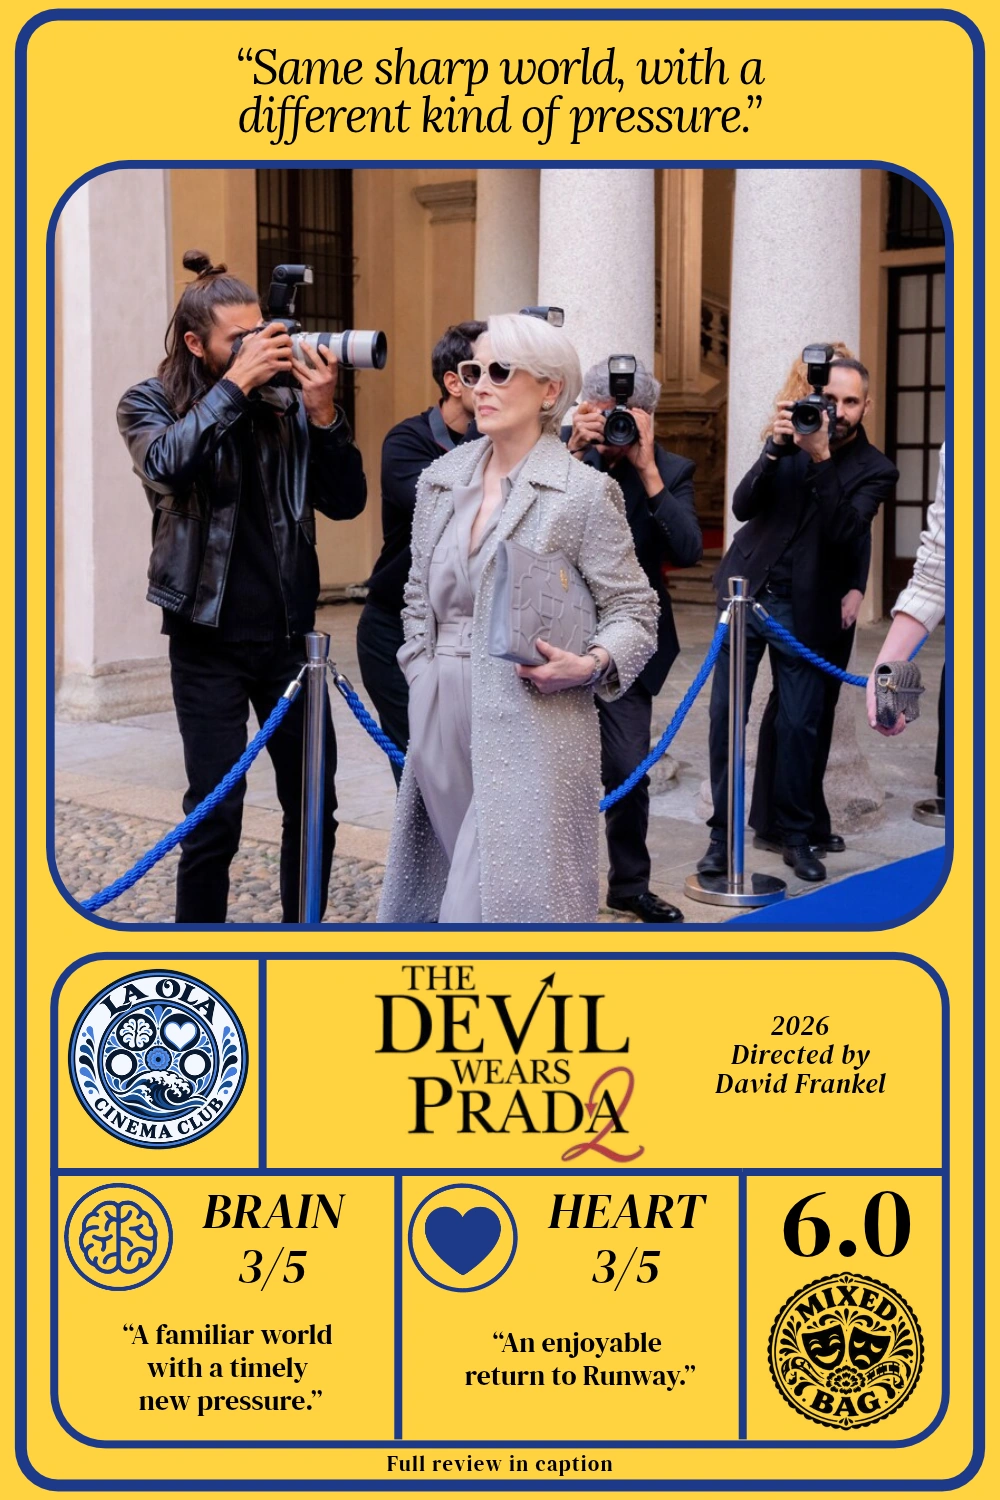 “Same sharp world, with a
different kind of pressure.”
LA OLA
CINEMA CLUB
THE
DEVIL
WEARS
PRADA
2
2026
Directed by
David Frankel
BRAIN
3/5
“A familiar world
with a timely
new pressure.”
HEART
3/5
“An enjoyable
return to Runway.”
6.0
MIXED
BAG
Full review in caption